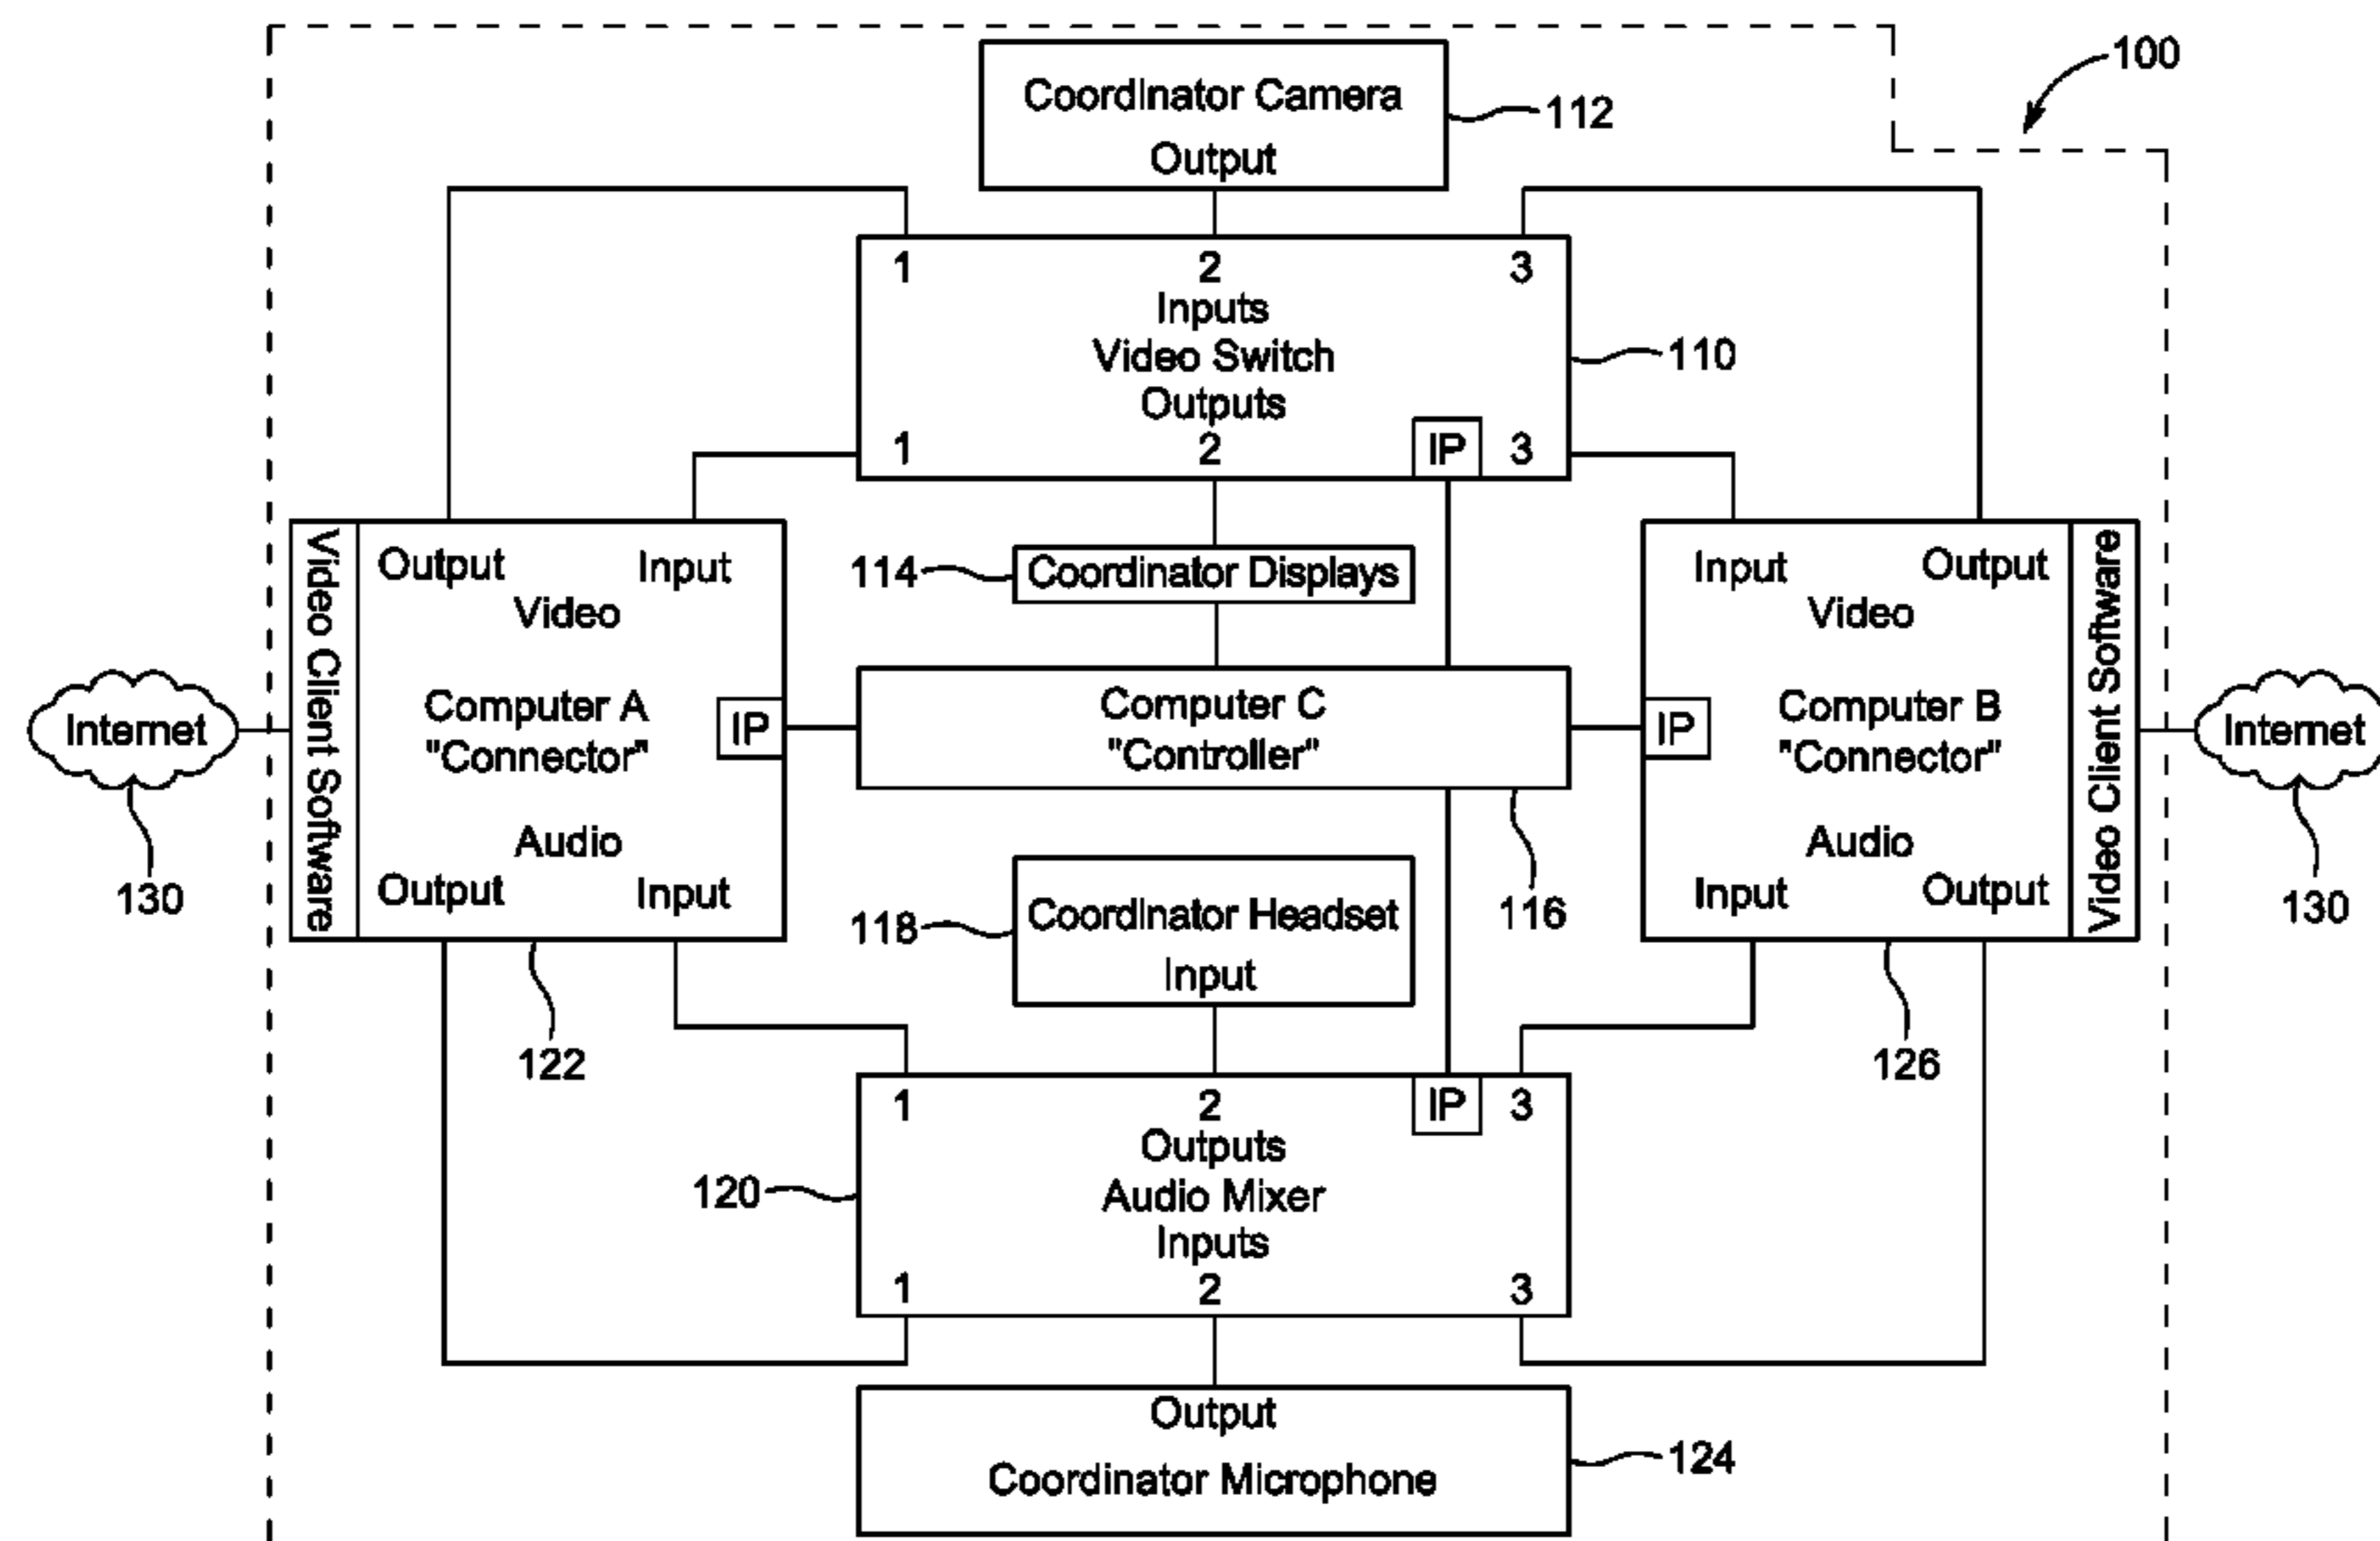 100
Coordinator Camera
Output
112
1 2 3
Inputs
Video Switch
Outputs
1 2 IP 3
110
Video Client Software
Output Input
Video
Computer A
"Connector"
IP
Audio
Output Input
122
114
Coordinator Displays
Computer C
"Controller"
116
Input Output
Video
IP
Computer B
"Connector"
Audio
Input Output
Video Client Software
126
Internet
130
Internet
130
118
Coordinator Headset
Input
1 2 IP 3
Outputs
Audio Mixer
Inputs
1 2 3
120
Output
Coordinator Microphone
124